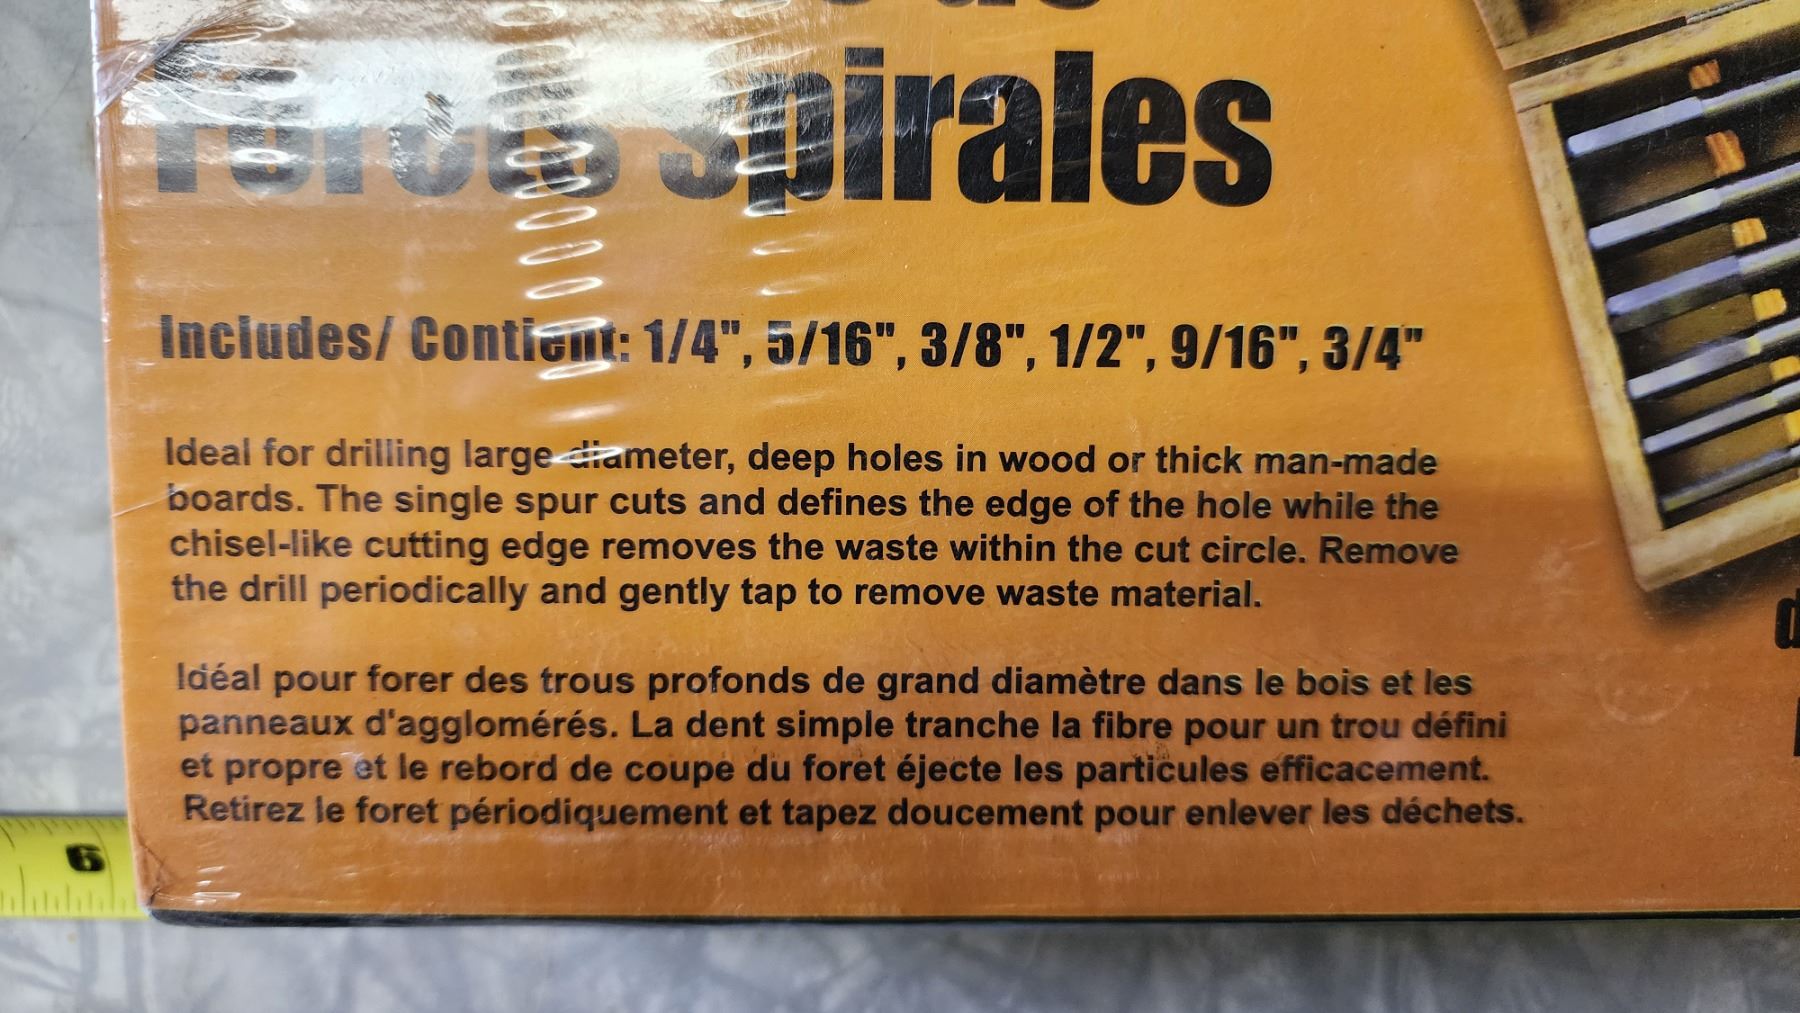 de
Forets spirales
Includes/ Contient: 1/4", 5/16", 3/8", 1/2", 9/16", 3/4"
Ideal for drilling large diameter, deep holes in wood or thick man-made
boards. The single spur cuts and defines the edge of the hole while the
chisel-like cutting edge removes the waste within the cut circle. Remove
the drill periodically and gently tap to remove waste material.
Idéal pour forer des trous profonds de grand diamètre dans le bois et les
panneaux d'agglomérés. La dent simple tranche la fibre pour un trou défini
et propre et le rebord de coupe du foret éjecte les particules efficacement.
Retirez le foret périodiquement et tapez doucement pour enlever les déchets.
6